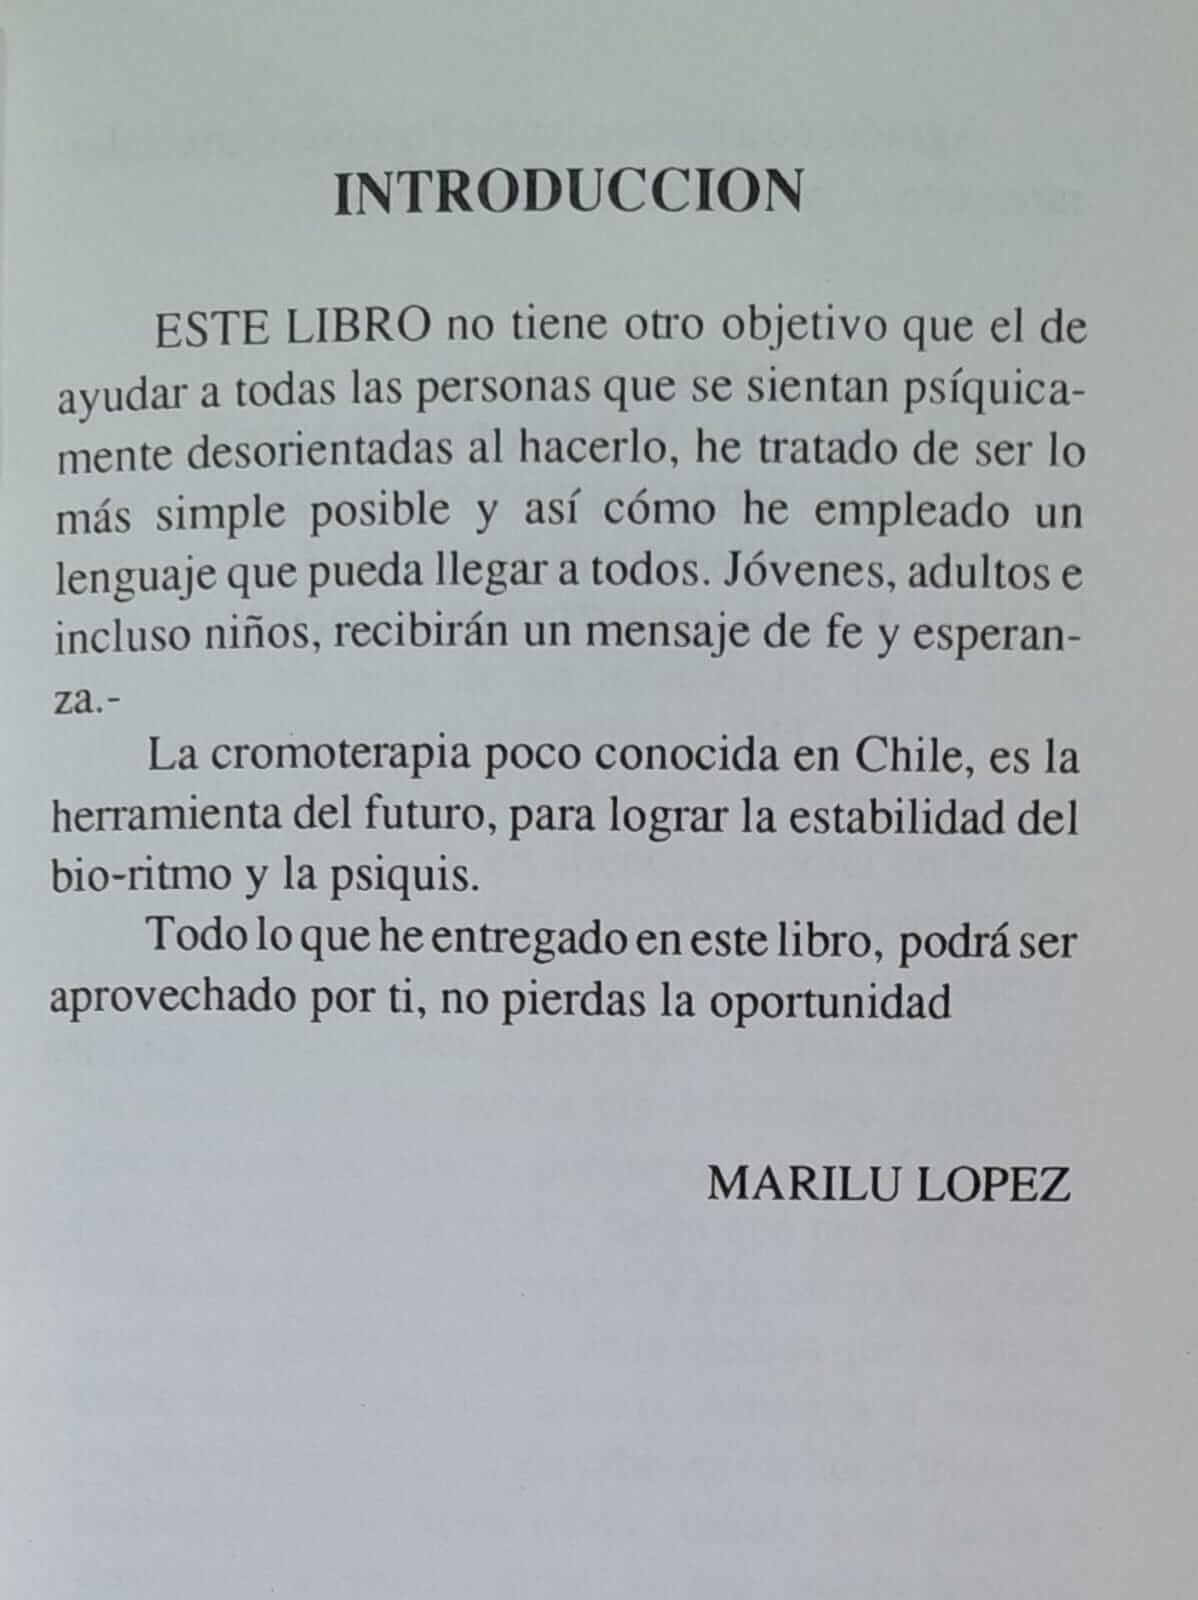 INTRODUCCION
ESTE LIBRO no tiene otro objetivo que el de
ayudar a todas las personas que se sientan psíquica-
mente desorientadas al hacerlo, he tratado de ser lo
más simple posible y así cómo he empleado un
lenguaje que pueda llegar a todos. Jóvenes, adultos e
incluso niños, recibirán un mensaje de fe y esperan-
za.-
La cromoterapia poco conocida en Chile, es la
herramienta del futuro, para lograr la estabilidad del
bio-ritmo y la psiquis.
Todo lo que he entregado en este libro, podrá ser
aprovechado por ti, no pierdas la oportunidad
MARILU LOPEZ